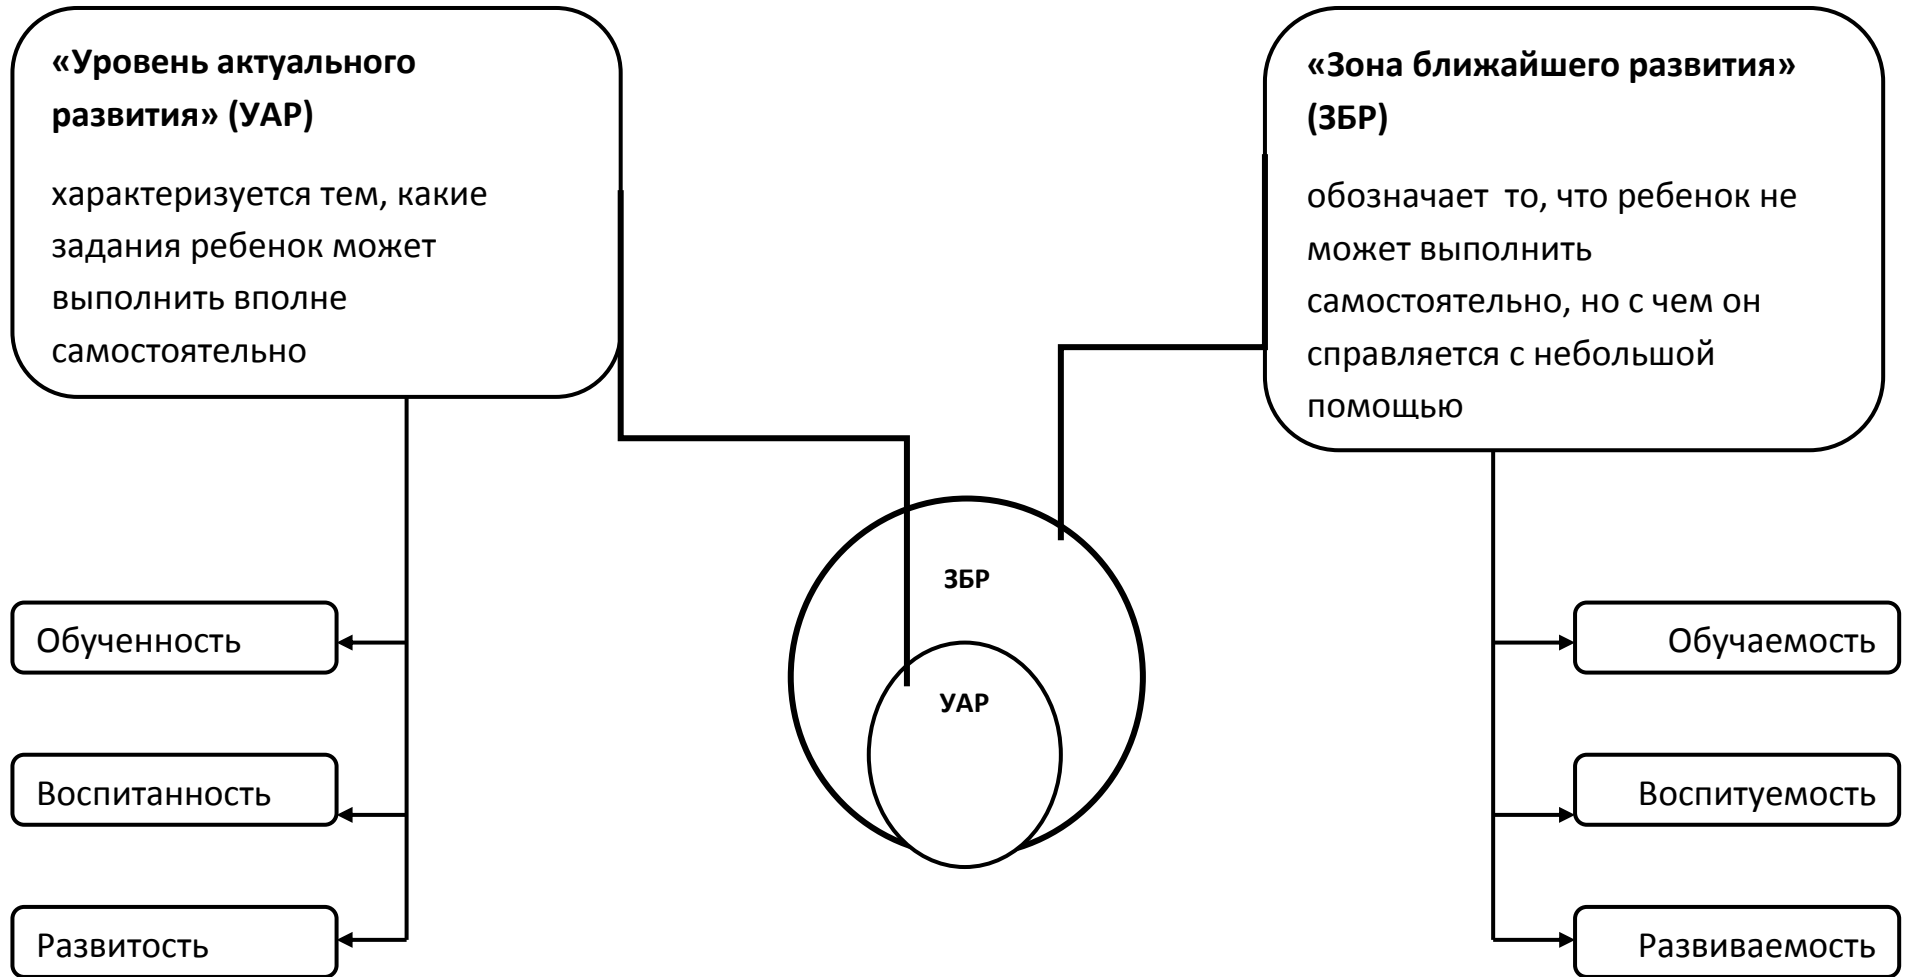 «Уровень актуального
развития» (УАР)
характеризуется тем, какие
задания ребенок может
выполнить вполне
самостоятельно
«Зона ближайшего развития»
(ЗБР)
обозначает то, что ребенок не
может выполнить
самостоятельно, но с чем он
справляется с небольшой
помощью
ЗБР
УАР
Обученность
Воспитанность
Развитость
Обучаемость
Воспитуемость
Развиваемость